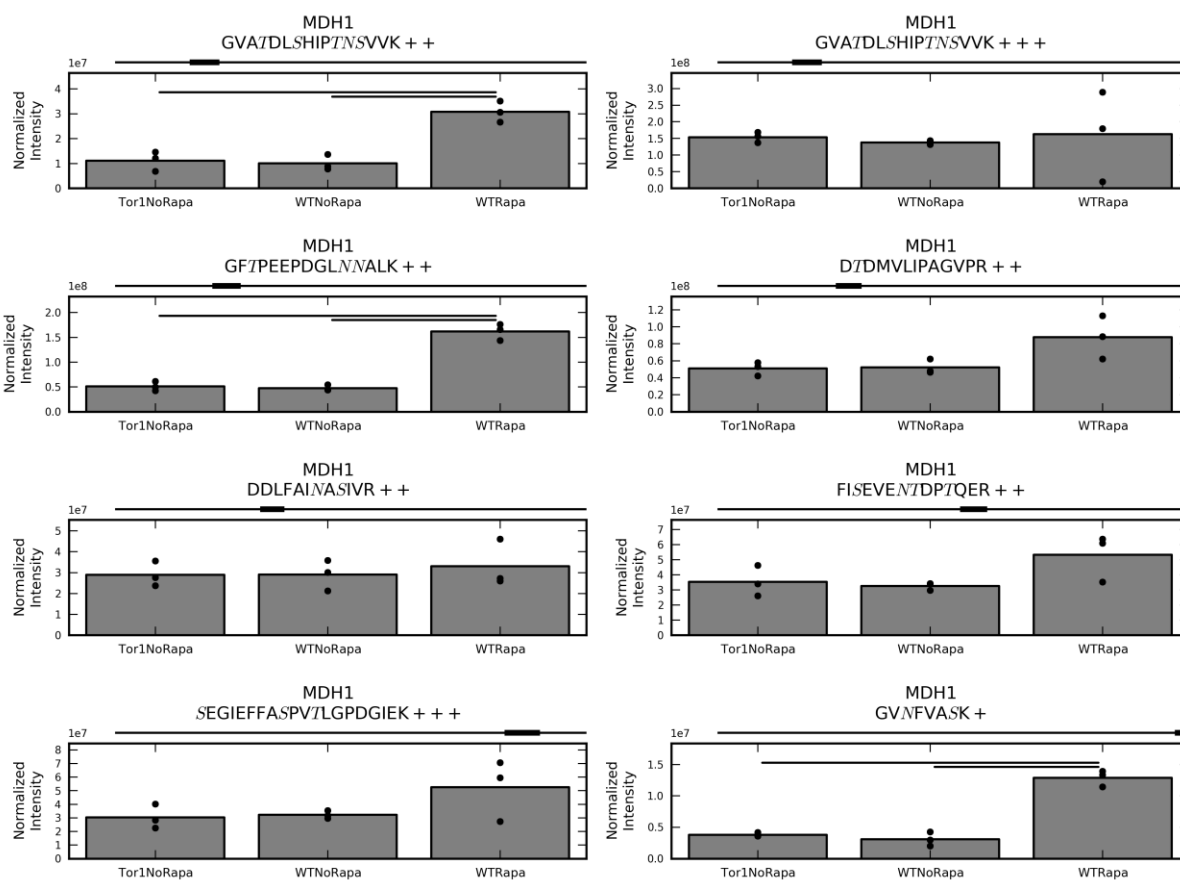 MDH1
GVATDLSHIPTNSVVK++
1e7
Normalized
Intensity
4
3
2
1
0
Tor1NoRapa WTNoRapa WTRapa
MDH1
GVATDLSHIPTNSVVK+++
1e8
Normalized
Intensity
3.0
2.5
2.0
1.5
1.0
0.5
0.0
Tor1NoRapa WTNoRapa WTRapa
MDH1
GFTPEEPDGLNNALK++
1e8
Normalized
Intensity
2.0
1.5
1.0
0.5
0.0
Tor1NoRapa WTNoRapa WTRapa
MDH1
DTDMVLIPAGVPR++
1e8
Normalized
Intensity
1.2
1.0
0.8
0.6
0.4
0.2
0.0
Tor1NoRapa WTNoRapa WTRapa
MDH1
DDLFAINASIVR++
1e7
Normalized
Intensity
5
4
3
2
1
0
Tor1NoRapa WTNoRapa WTRapa
MDH1
FISEVENTDPTQER++
1e7
Normalized
Intensity
7
6
5
4
3
2
1
0
Tor1NoRapa WTNoRapa WTRapa
MDH1
SEGIEFFASPVTLGPDGIEK+++
1e7
Normalized
Intensity
8
7
6
5
4
3
2
1
0
Tor1NoRapa WTNoRapa WTRapa
MDH1
GVNFVASK+
1e7
Normalized
Intensity
1.5
1.0
0.5
0.0
Tor1NoRapa WTNoRapa WTRapa